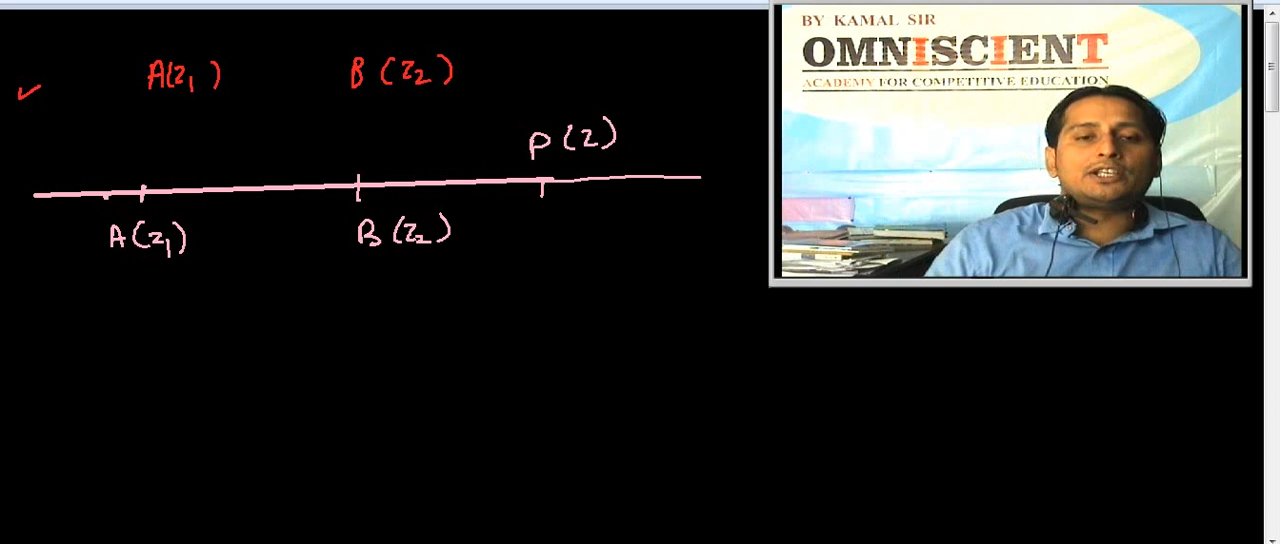 BY KAMAL SIR
OMNISCIENT
ACADEMY FOR COMPETITIVE EDUCATION
A(z₁) B(z₂)
P(z)
A(z₁) B(z₂)